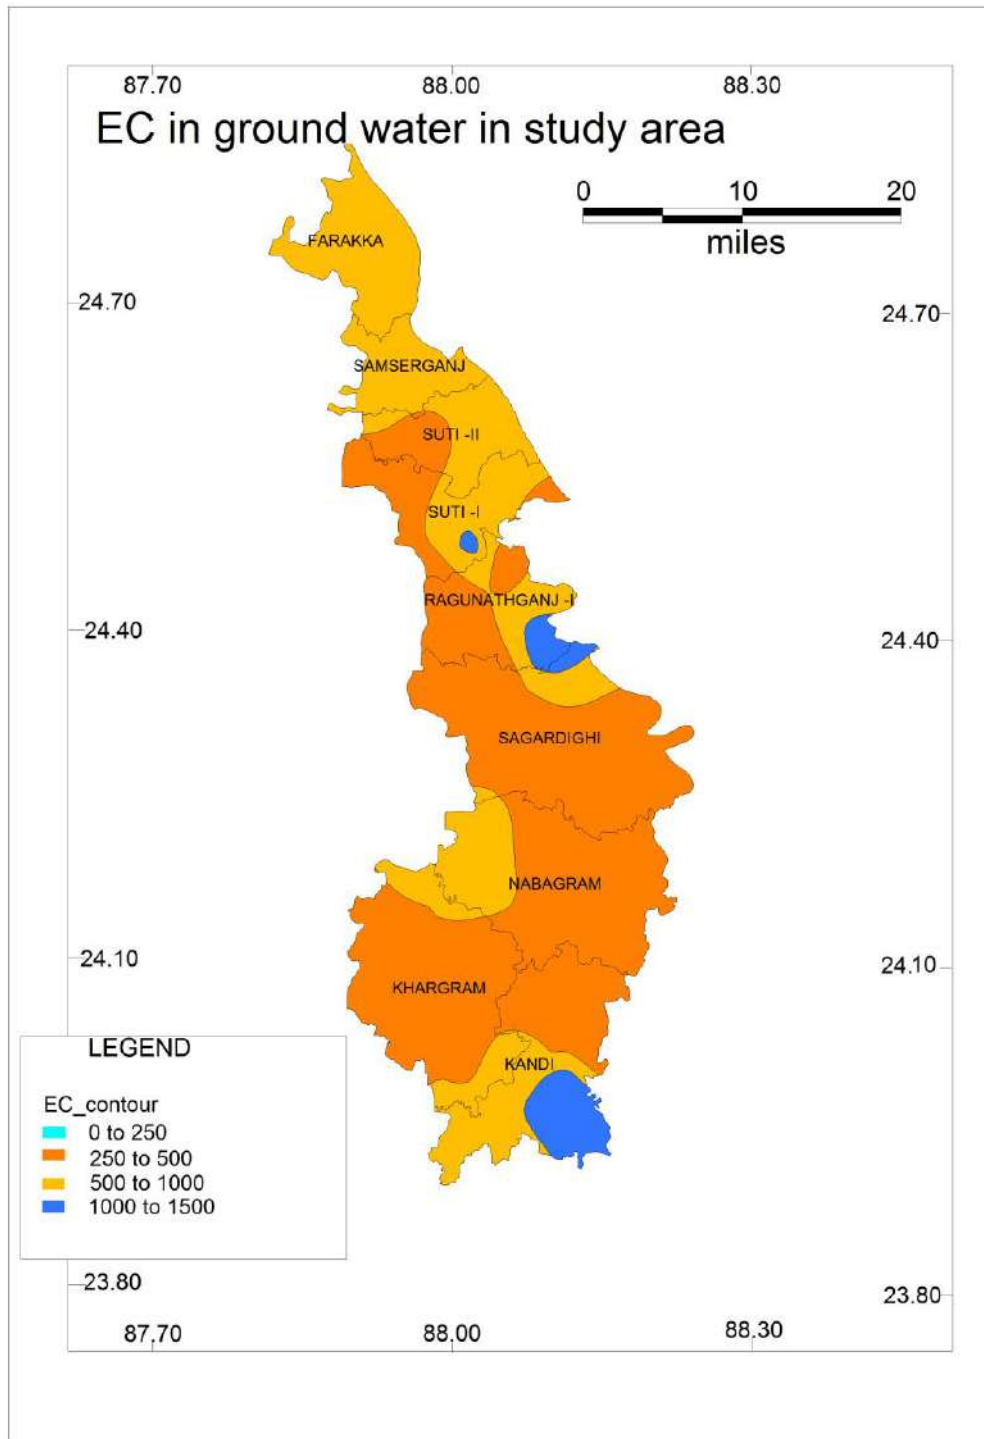 87.70 88.00 88.30
EC in ground water in study area
0 10 20
miles
FARAKKA
24.70 24.70
SAMSERGANJ
SUTI -II
SUTI -I
RAGUNATHGANJ -I
24.40 24.40
SAGARDIGHI
NABAGRAM
24.10 24.10
KHARGRAM
KANDI
LEGEND
EC_contour
0 to 250
250 to 500
500 to 1000
1000 to 1500
23.80 23.80
87.70 88.00 88.30